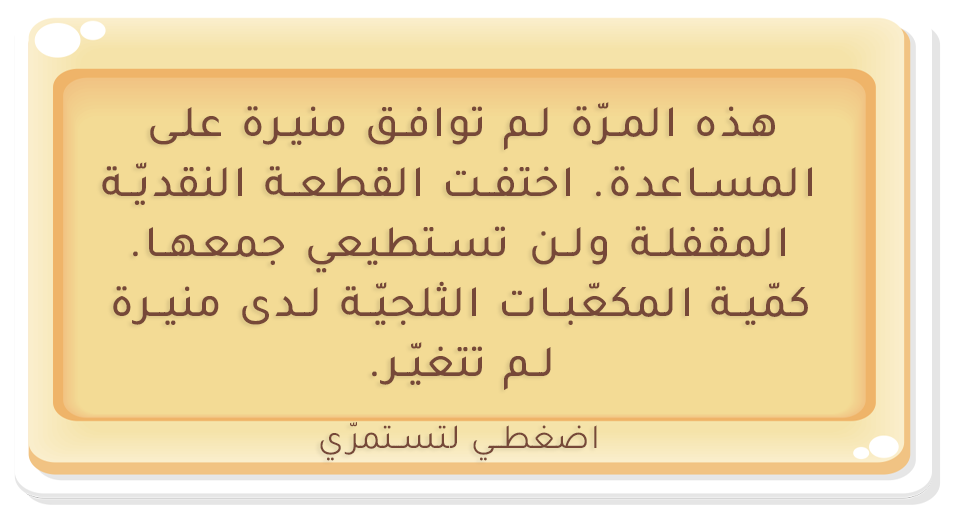 هذه المرّة لم توافق منيرة على
المساعدة. اختفت القطعة النقديّة
المقفلة ولن تستطيعي جمعها.
كمّية المكعّبات الثلجيّة لدى منيرة
لم تتغيّر.
اضغطي لتستمرّي